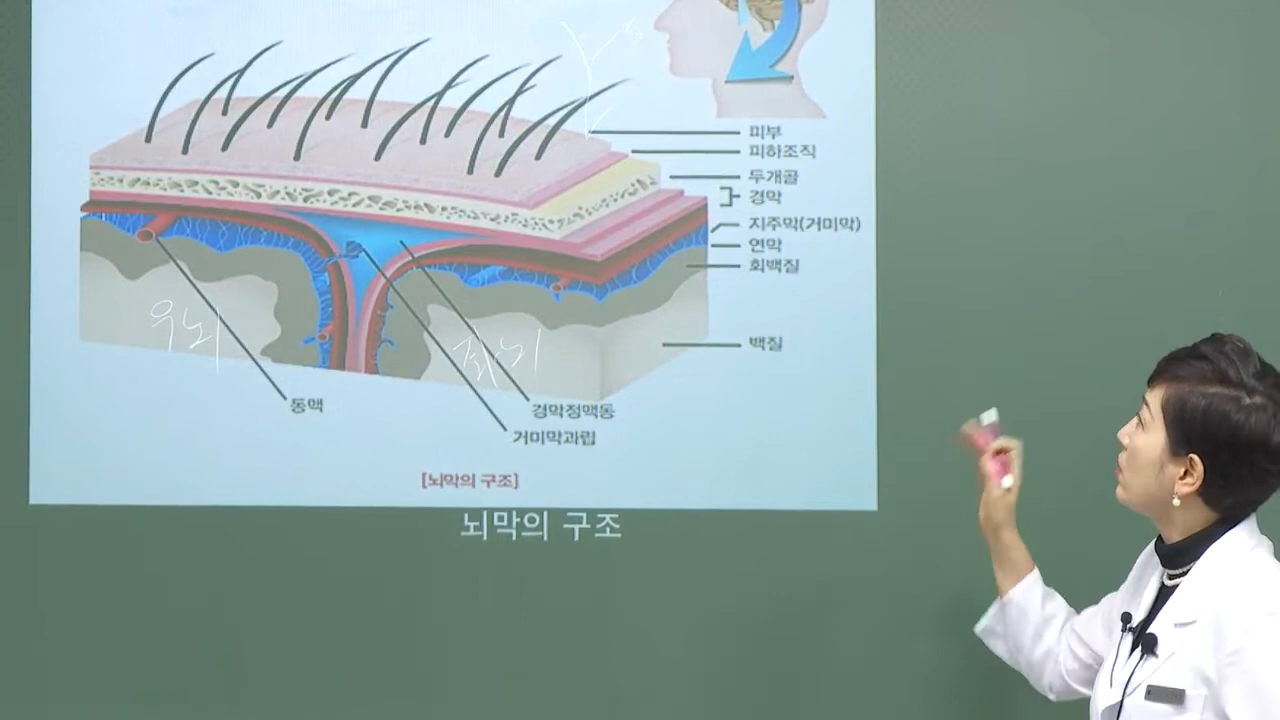 피부
피하조직
두개골
경막
지주막(거미막)
연막
회백질
백질
우뇌
좌뇌
동맥
경막정맥동
거미막과립
[뇌막의 구조]
뇌막의 구조